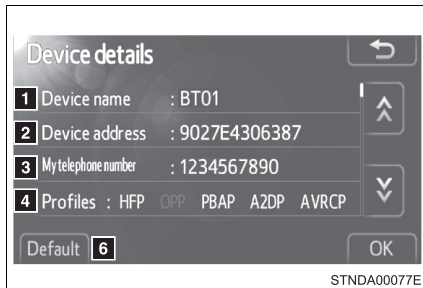 Device details
1 Device name : BT01
2 Device address : 9027E4306387
3 My telephone number : 1234567890
4 Profiles : HFP OPP PBAP A2DP AVRCP
Default 6 OK
STNDA00077E